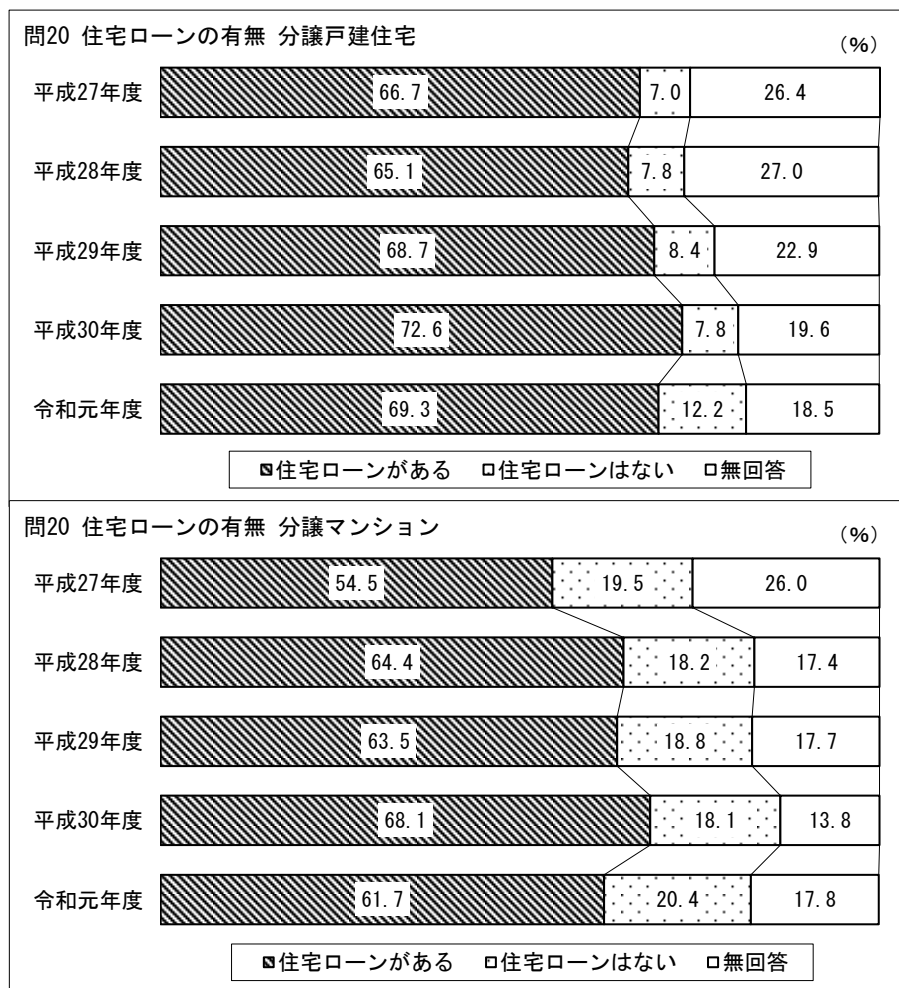 問20 住宅ローンの有無 分譲戸建住宅
(%)
平成27年度 66.7 7.0 26.4
平成28年度 65.1 7.8 27.0
平成29年度 68.7 8.4 22.9
平成30年度 72.6 7.8 19.6
令和元年度 69.3 12.2 18.5
住宅ローンがある 住宅ローンはない 無回答
問20 住宅ローンの有無 分譲マンション
(%)
平成27年度 54.5 19.5 26.0
平成28年度 64.4 18.2 17.4
平成29年度 63.5 18.8 17.7
平成30年度 68.1 18.1 13.8
令和元年度 61.7 20.4 17.8
住宅ローンがある 住宅ローンはない 無回答